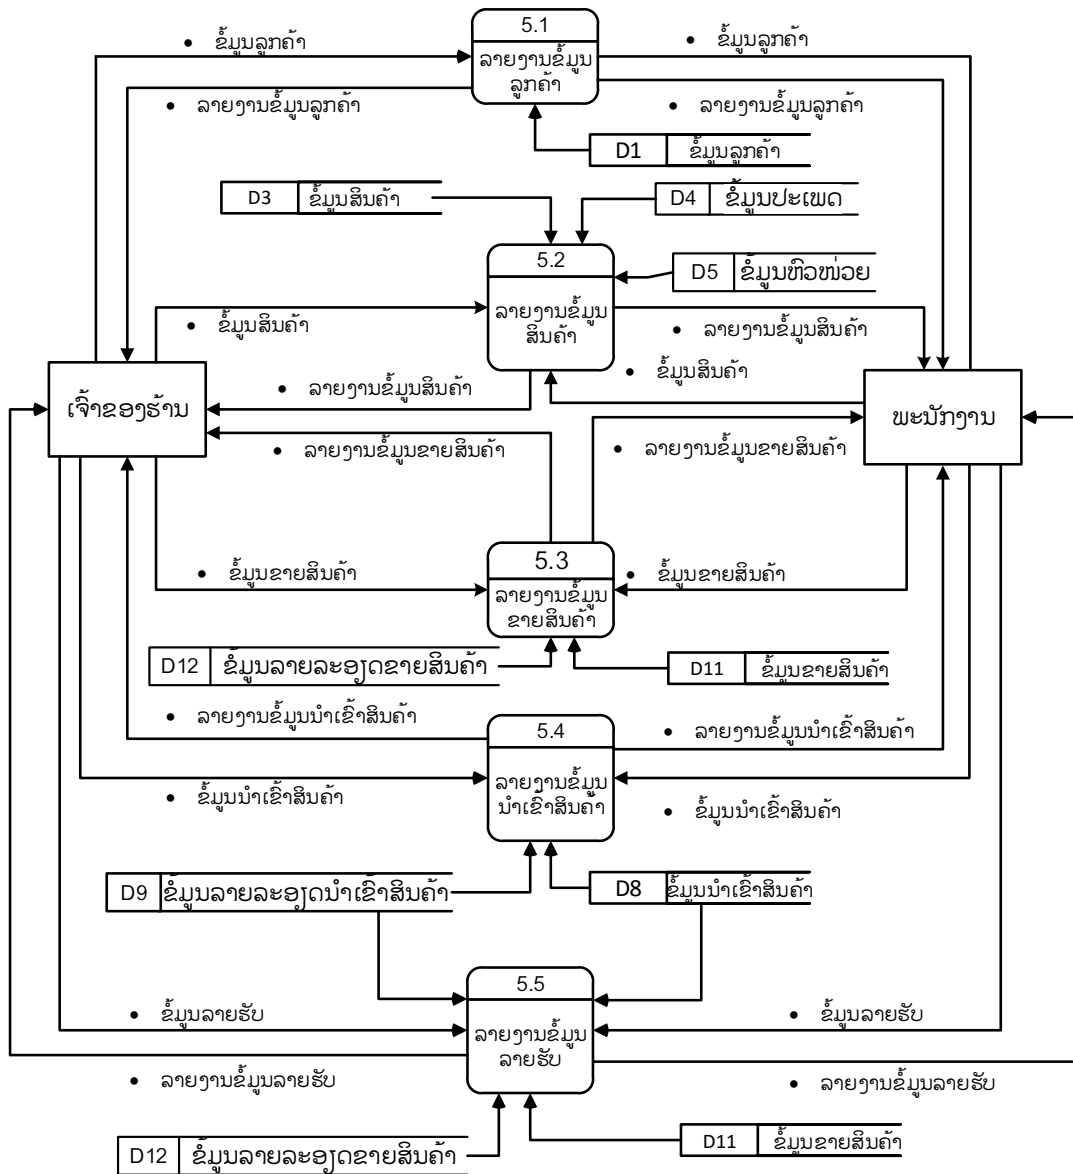 5.1
• ຂໍ້ມູນລູກຄ້າ
• ຂໍ້ມູນລູກຄ້າ
ລາຍງານຂໍ້ມູນ
ລູກຄ້າ
• ລາຍງານຂໍ້ມູນລູກຄ້າ
• ລາຍງານຂໍ້ມູນລູກຄ້າ
D1 ຂໍ້ມູນລູກຄ້າ
D3 ຂໍ້ມູນສິນຄ້າ
D4 ຂໍ້ມູນປະເພດ
5.2
D5 ຂໍ້ມູນຫົວໜ່ວຍ
ລາຍງານຂໍ້ມູນ
ສິນຄ້າ
• ຂໍ້ມູນສິນຄ້າ
• ລາຍງານຂໍ້ມູນສິນຄ້າ
• ລາຍງານຂໍ້ມູນສິນຄ້າ
• ຂໍ້ມູນສິນຄ້າ
ເຈົ້າຂອງຮ້ານ
ພະນັກງານ
• ລາຍງານຂໍ້ມູນຂາຍສິນຄ້າ
• ລາຍງານຂໍ້ມູນຂາຍສິນຄ້າ
5.3
• ຂໍ້ມູນຂາຍສິນຄ້າ
• ຂໍ້ມູນຂາຍສິນຄ້າ
ລາຍງານຂໍ້ມູນ
ຂາຍສິນຄ້າ
D12 ຂໍ້ມູນລາຍລະອຽດຂາຍສິນຄ້າ
D11 ຂໍ້ມູນຂາຍສິນຄ້າ
• ລາຍງານຂໍ້ມູນນຳເຂົ້າສິນຄ້າ
• ລາຍງານຂໍ້ມູນນຳເຂົ້າສິນຄ້າ
5.4
ລາຍງານຂໍ້ມູນ
ນຳເຂົ້າສິນຄ້າ
• ຂໍ້ມູນນຳເຂົ້າສິນຄ້າ
• ຂໍ້ມູນນຳເຂົ້າສິນຄ້າ
D9 ຂໍ້ມູນລາຍລະອຽດນຳເຂົ້າສິນຄ້າ
D8 ຂໍ້ມູນນຳເຂົ້າສິນຄ້າ
5.5
• ຂໍ້ມູນລາຍຮັບ
• ຂໍ້ມູນລາຍຮັບ
ລາຍງານຂໍ້ມູນ
ລາຍຮັບ
• ລາຍງານຂໍ້ມູນລາຍຮັບ
• ລາຍງານຂໍ້ມູນລາຍຮັບ
D12 ຂໍ້ມູນລາຍລະອຽດຂາຍສິນຄ້າ
D11 ຂໍ້ມູນຂາຍສິນຄ້າ